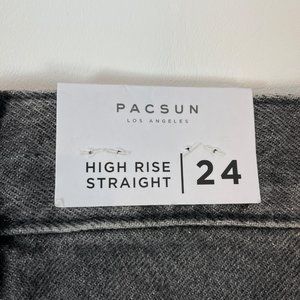 PACSUN
LOS ANGELES
HIGH RISE
STRAIGHT
24